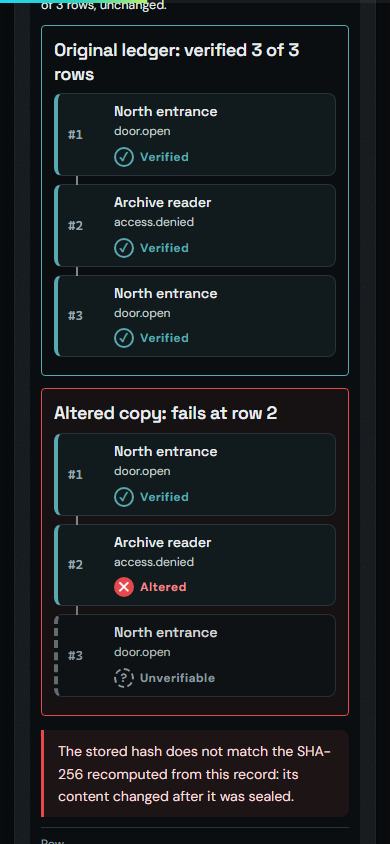 of 3 rows, unchanged.
Original ledger: verified 3 of 3
rows
#1
North entrance
door.open
Verified
#2
Archive reader
access.denied
Verified
#3
North entrance
door.open
Verified
Altered copy: fails at row 2
#1
North entrance
door.open
Verified
#2
Archive reader
access.denied
Altered
#3
North entrance
door.open
Unverifiable
The stored hash does not match the SHA-
256 recomputed from this record: its
content changed after it was sealed.
Row